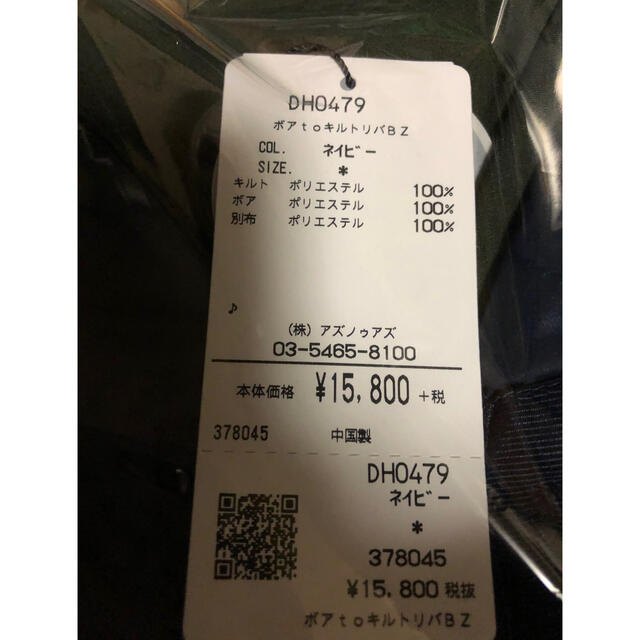 DH0479
ボアtoキルトリバBZ
COL. ネイビー
SIZE. *
キルト ポリエステル 100%
ボア ポリエステル 100%
別布 ポリエステル 100%
♪
(株) アズノゥアズ
03-5465-8100
本体価格 ¥15,800 +税
378045 中国製
DH0479
ネイビー
*
378045
¥15,800 税抜
ボアtoキルトリバBZ